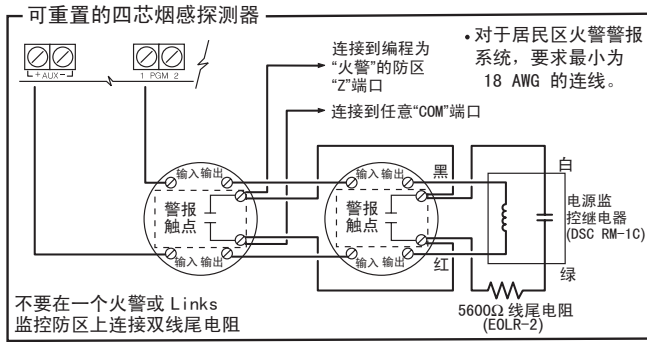 可重置的四芯烟感探测器
+ AUX -
1 PGM 2
连接到编程为
“火警”的防区
“Z”端口
连接到任意“COM”端口
• 对于居民区火警警报
系统，要求最小为
18 AWG 的连线。
输入 输出
警报
触点
输入 输出
输入 输出
警报
触点
输入 输出
黑
红
白
电源监
控继电器
(DSC RM-1C)
绿
5600Ω 线尾电阻
(EOLR-2)
不要在一个火警或 Links
监控防区上连接双线尾电阻